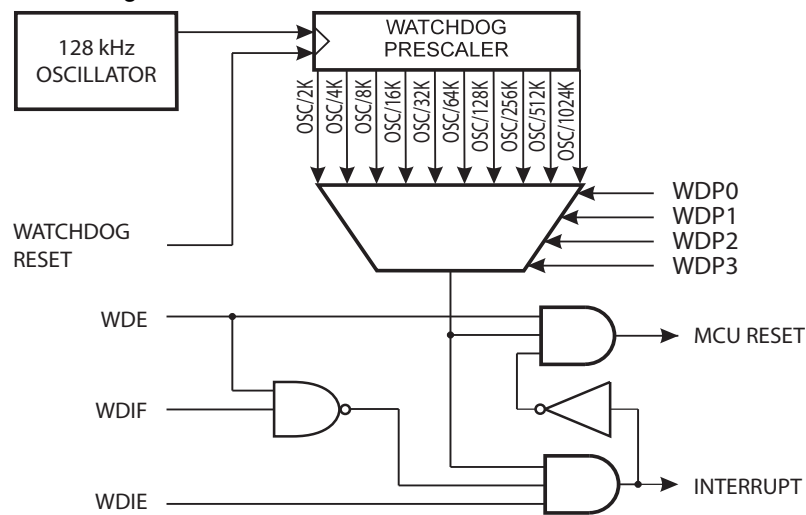 128 kHz
OSCILLATOR
WATCHDOG
PRESCALER
OSC/2K
OSC/4K
OSC/8K
OSC/16K
OSC/32K
OSC/64K
OSC/128K
OSC/256K
OSC/512K
OSC/1024K
WATCHDOG
RESET
WDP0
WDP1
WDP2
WDP3
WDE
MCU RESET
WDIF
WDIE
INTERRUPT